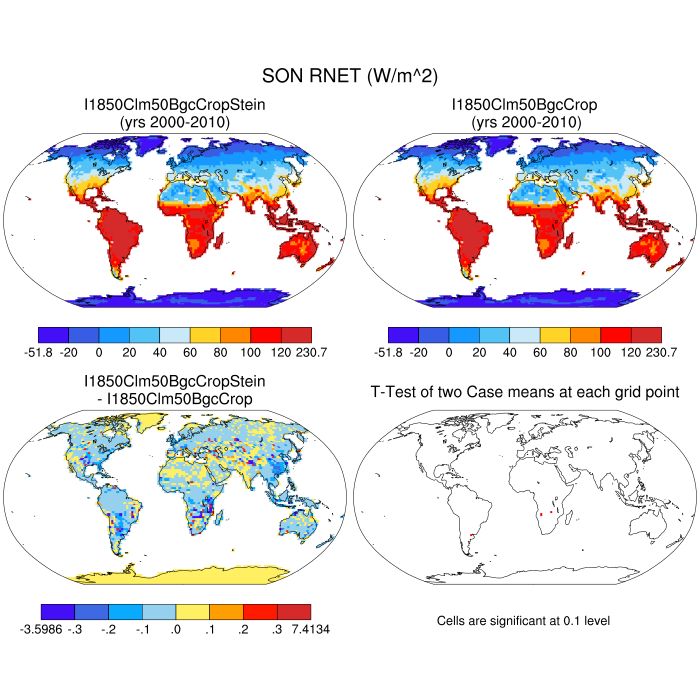 SON RNET (W/m^2)
I1850Clm50BgcCropStein
(yrs 2000-2010)
I1850Clm50BgcCrop
(yrs 2000-2010)
-51.8 -20 0 20 40 60 80 100 120 230.7
-51.8 -20 0 20 40 60 80 100 120 230.7
I1850Clm50BgcCropStein
- I1850Clm50BgcCrop
T-Test of two Case means at each grid point
-3.5986 -.3 -.2 -.1 .0 .1 .2 .3 7.4134
Cells are significant at 0.1 level